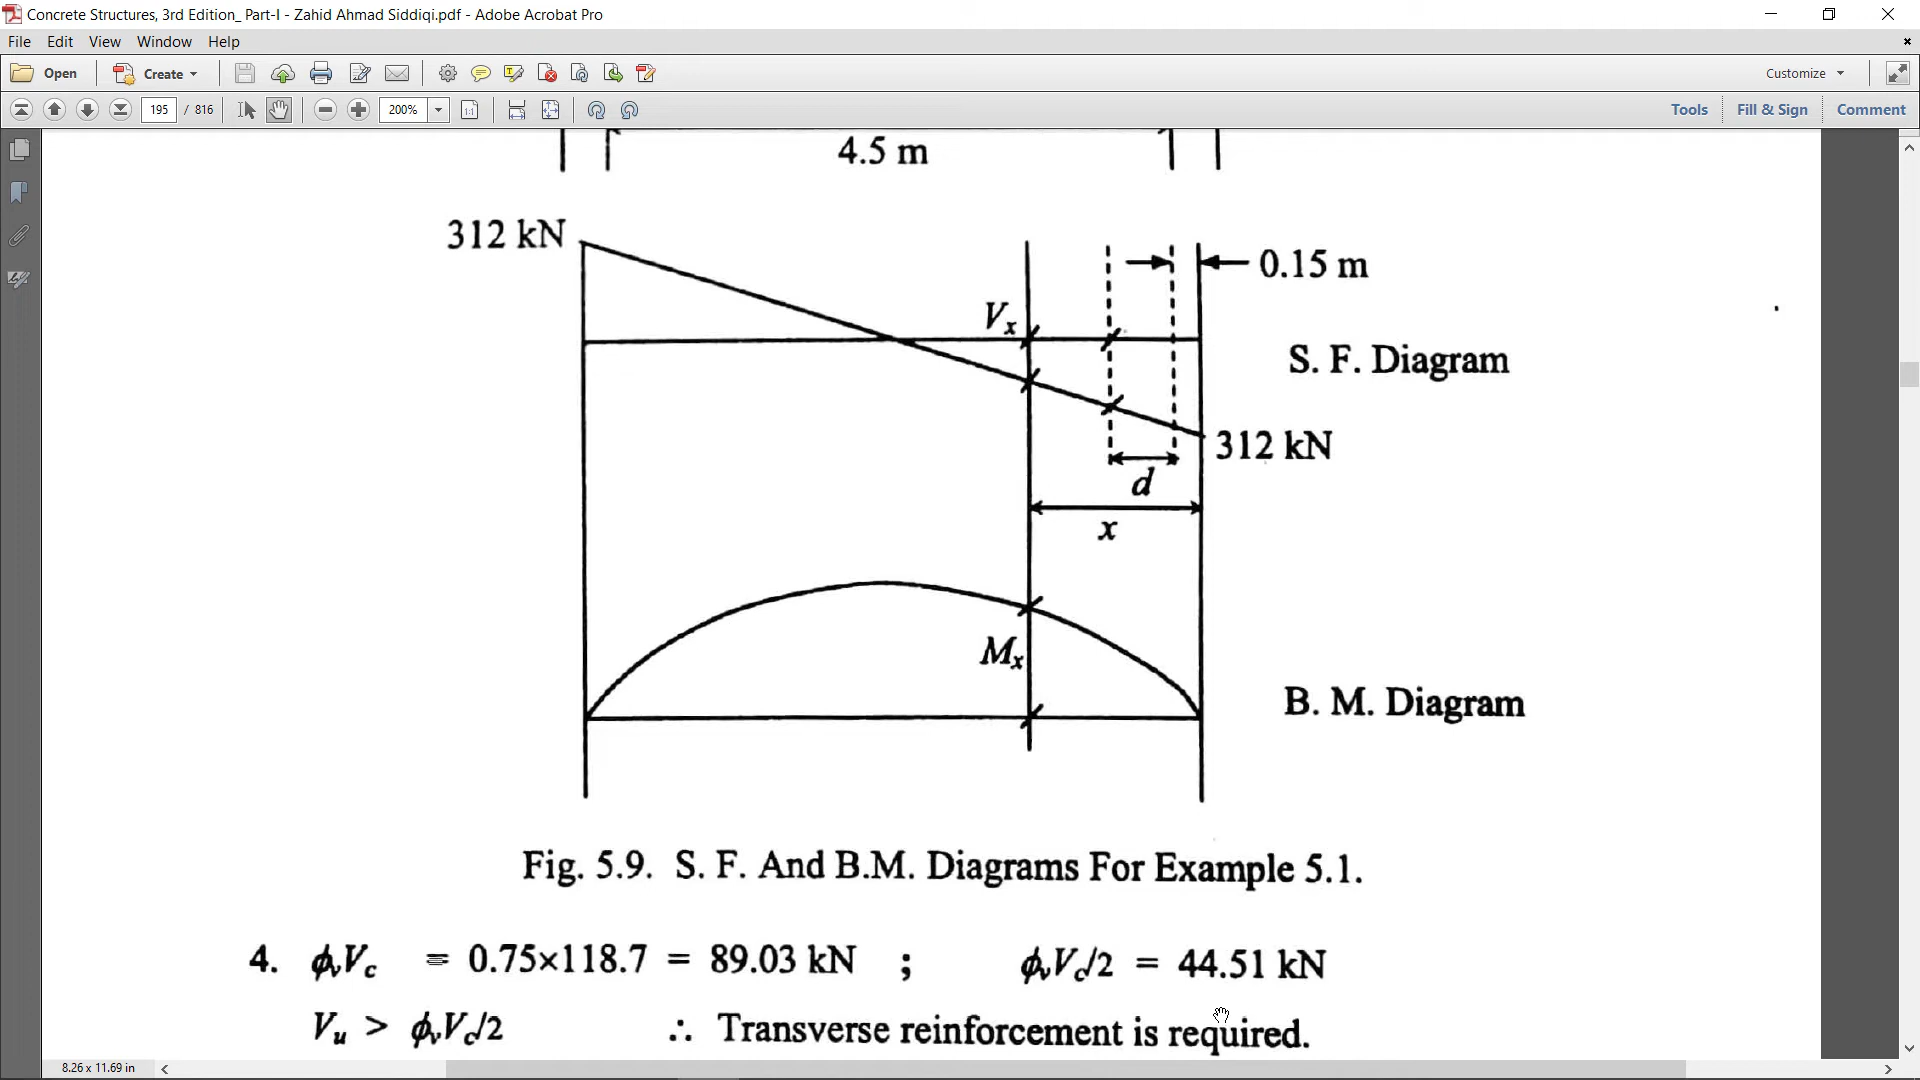 Concrete Structures, 3rd Edition_ Part-I - Zahid Ahmad Siddiqi.pdf - Adobe Acrobat Pro
File Edit View Window Help
Open Create Customize
195 / 816 200% Tools Fill & Sign Comment
4.5 m
312 kN
0.15 m
Vx
S. F. Diagram
312 kN
d
x
Mx
B. M. Diagram
Fig. 5.9. S. F. And B.M. Diagrams For Example 5.1.
4. ϕvVc = 0.75×118.7 = 89.03 kN ; ϕvVc/2 = 44.51 kN
Vu > ϕvVc/2 ∴ Transverse reinforcement is required.
8.26 x 11.69 in